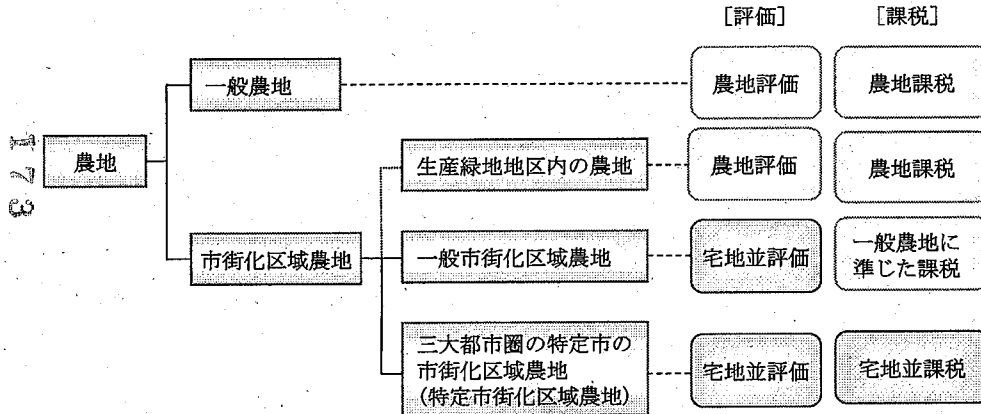 [評価] [課税]
一般農地 農地評価 農地課税
173
農地
生産緑地地区内の農地 農地評価 農地課税
市街化区域農地 一般市街化区域農地 宅地並評価 一般農地に
準じた課税
三大都市圏の特定市の
市街化区域農地
(特定市街化区域農地) 宅地並評価 宅地並課税